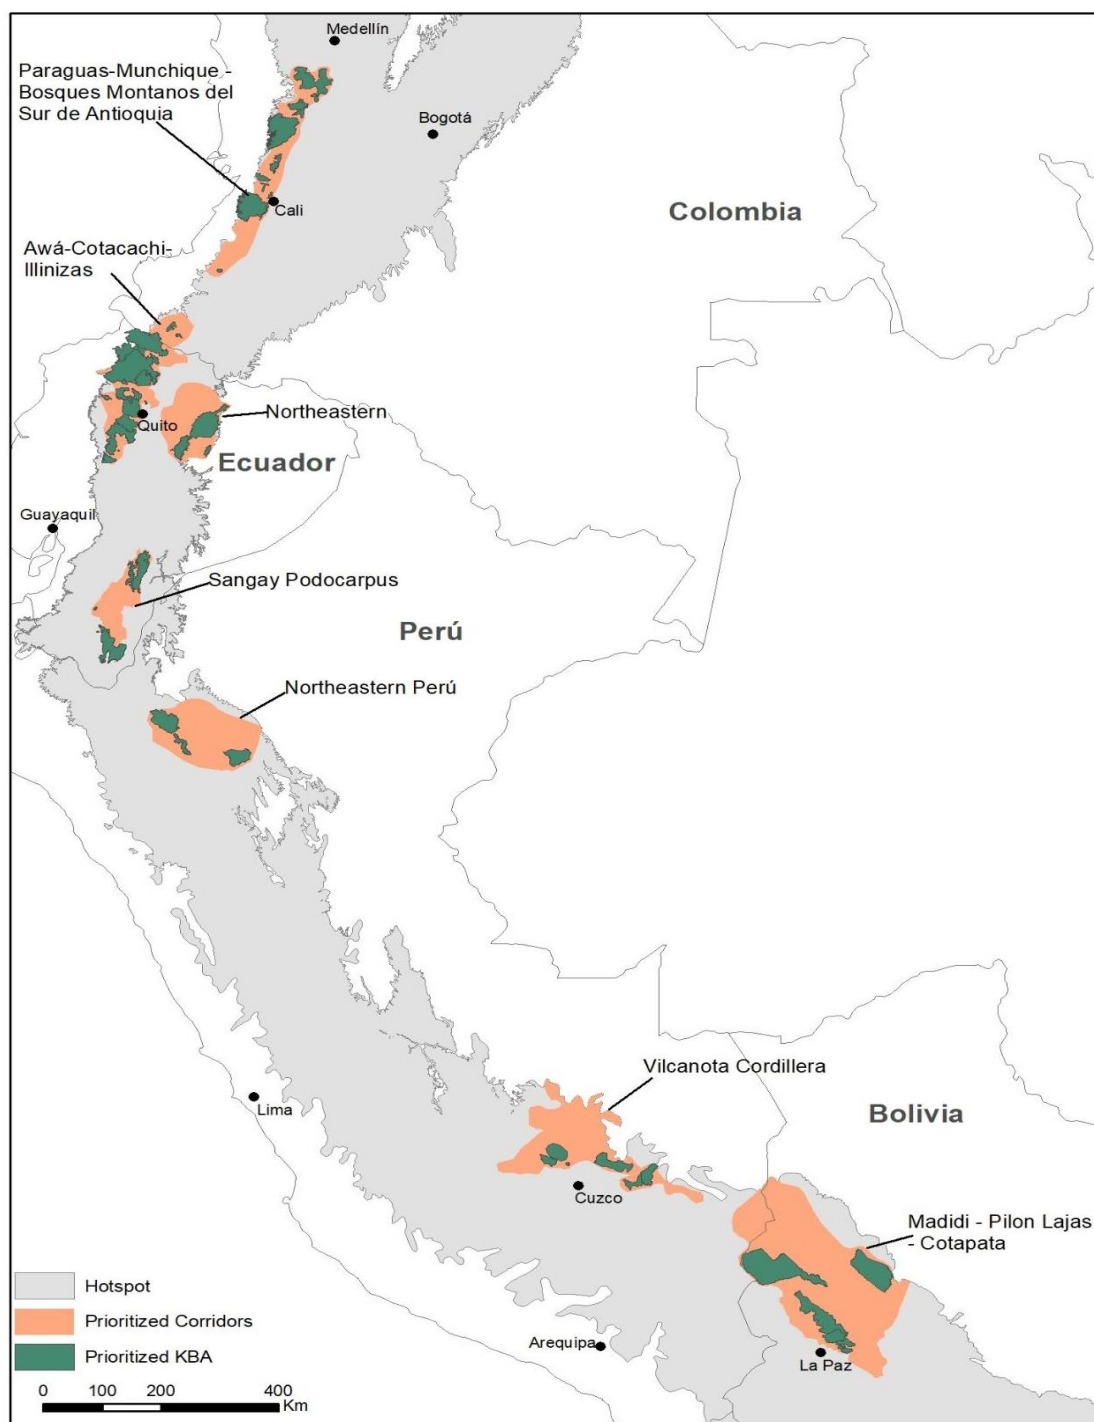 Medellín
Paraguas-Munchique -
Bosques Montanos del
Sur de Antioquia
Bogotá
Cali
Colombia
Awá-Cotacachi-
Illinizas
Northeastern
Quito
Ecuador
Guayaquil
Sangay Podocarpus
Perú
Northeastern Perú
Vilcanota Cordillera
Lima
Bolivia
Cuzco
Madidi - Pilon Lajas
- Cotapata
Hotspot
Prioritized Corridors
Prioritized KBA
Arequipa
La Paz
0 100 200 400
Km